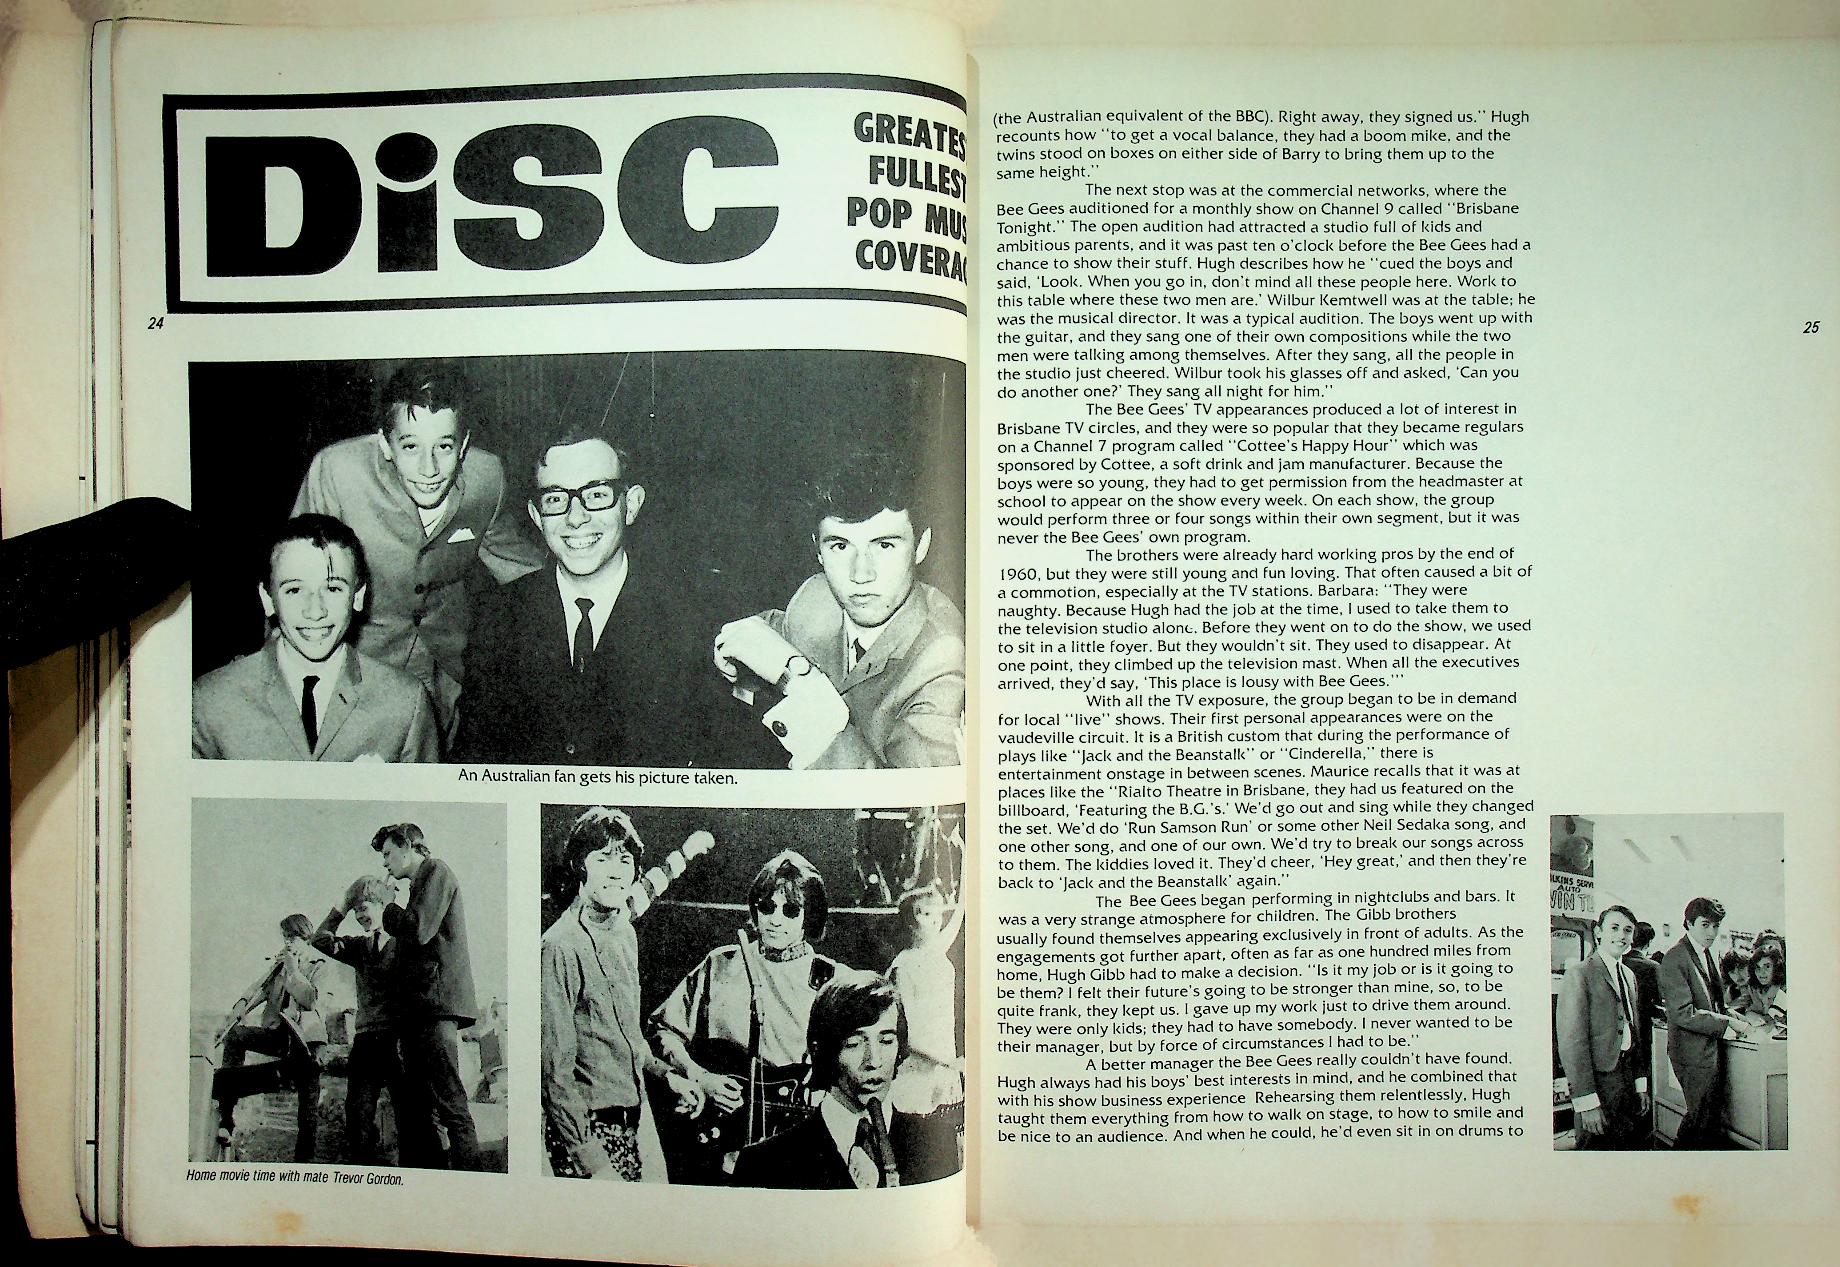 DiSC
GREATES
FULLEST
POP MUS
COVERA
24
An Australian fan gets his picture taken.
Home movie time with mate Trevor Gordon.
(the Australian equivalent of the BBC). Right away, they signed us.'' Hugh
recounts how ''to get a vocal balance, they had a boom mike, and the
twins stood on boxes on either side of Barry to bring them up to the
same height.''
The next stop was at the commercial networks, where the
Bee Gees auditioned for a monthly show on Channel 9 called ''Brisbane
Tonight.'' The open audition had attracted a studio full of kids and
ambitious parents, and it was past ten o'clock before the Bee Gees had a
chance to show their stuff. Hugh describes how he ''cued the boys and
said, 'Look. When you go in, don't mind all these people here. Work to
this table where these two men are.' Wilbur Kemtwell was at the table; he
was the musical director. It was a typical audition. The boys went up with
the guitar, and they sang one of their own compositions while the two
men were talking among themselves. After they sang, all the people in
the studio just cheered. Wilbur took his glasses off and asked, 'Can you
do another one?' They sang all night for him.''
The Bee Gees' TV appearances produced a lot of interest in
Brisbane TV circles, and they were so popular that they became regulars
on a Channel 7 program called ''Cottee's Happy Hour'' which was
sponsored by Cottee, a soft drink and jam manufacturer. Because the
boys were so young, they had to get permission from the headmaster at
school to appear on the show every week. On each show, the group
would perform three or four songs within their own segment, but it was
never the Bee Gees' own program.
The brothers were already hard working pros by the end of
1960, but they were still young and fun loving. That often caused a bit of
a commotion, especially at the TV stations. Barbara: ''They were
naughty. Because Hugh had the job at the time, I used to take them to
the television studio alone. Before they went on to do the show, we used
to sit in a little foyer. But they wouldn't sit. They used to disappear. At
one point, they climbed up the television mast. When all the executives
arrived, they'd say, 'This place is lousy with Bee Gees.'''
With all the TV exposure, the group began to be in demand
for local ''live'' shows. Their first personal appearances were on the
vaudeville circuit. It is a British custom that during the performance of
plays like ''Jack and the Beanstalk'' or ''Cinderella,'' there is
entertainment onstage in between scenes. Maurice recalls that it was at
places like the ''Rialto Theatre in Brisbane, they had us featured on the
billboard, 'Featuring the B.G.'s.' We'd go out and sing while they changed
the set. We'd do 'Run Samson Run' or some other Neil Sedaka song, and
one other song, and one of our own. We'd try to break our songs across
to them. The kiddies loved it. They'd cheer, 'Hey great,' and then they're
back to 'Jack and the Beanstalk' again.''
The Bee Gees began performing in nightclubs and bars. It
was a very strange atmosphere for children. The Gibb brothers
usually found themselves appearing exclusively in front of adults. As the
engagements got further apart, often as far as one hundred miles from
home, Hugh Gibb had to make a decision. ''Is it my job or is it going to
be them? I felt their future's going to be stronger than mine, so, to be
quite frank, they kept us. I gave up my work just to drive them around.
They were only kids; they had to have somebody. I never wanted to be
their manager, but by force of circumstances I had to be.''
A better manager the Bee Gees really couldn't have found.
Hugh always had his boys' best interests in mind, and he combined that
with his show business experience Rehearsing them relentlessly, Hugh
taught them everything from how to walk on stage, to how to smile and
be nice to an audience. And when he could, he'd even sit in on drums to
25
LKINS SERV
AUTO